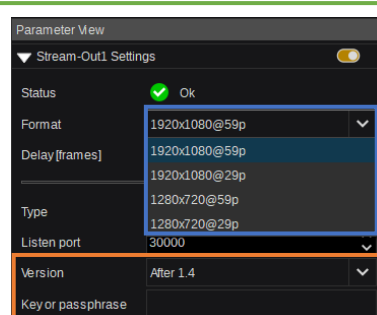 Parameter View
Stream-Out1 Settings
Status Ok
Format 1920x1080@59p
Delay[frames] 1920x1080@59p
1920x1080@29p
1280x720@59p
Type
1280x720@29p
Listen port 30000
Version After 1.4
Key or passphrase